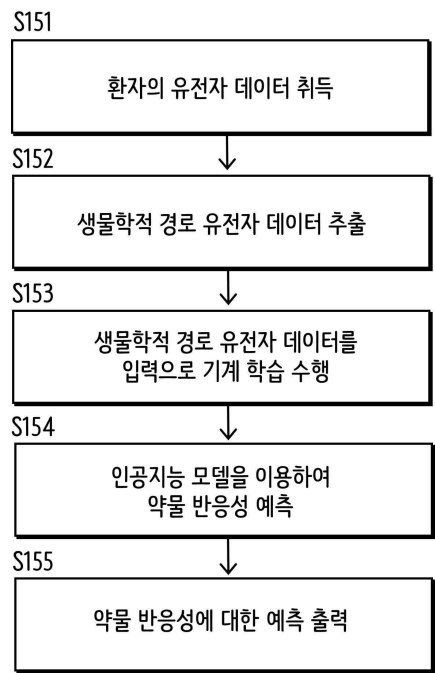 S151
환자의 유전자 데이터 취득
S152
생물학적 경로 유전자 데이터 추출
S153
생물학적 경로 유전자 데이터를
입력으로 기계 학습 수행
S154
인공지능 모델을 이용하여
약물 반응성 예측
S155
약물 반응성에 대한 예측 출력